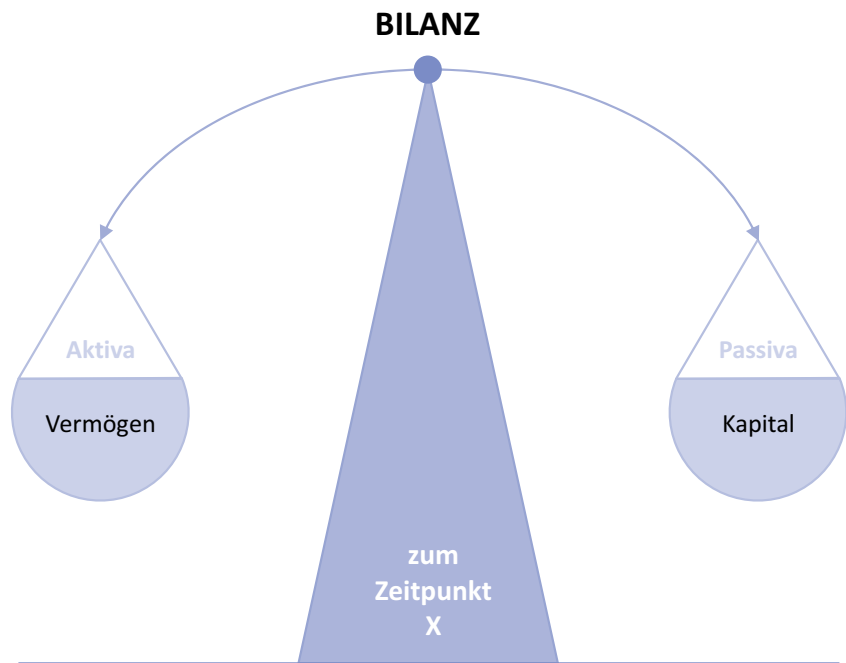 BILANZ
Aktiva
Vermögen
Passiva
Kapital
zum
Zeitpunkt
X